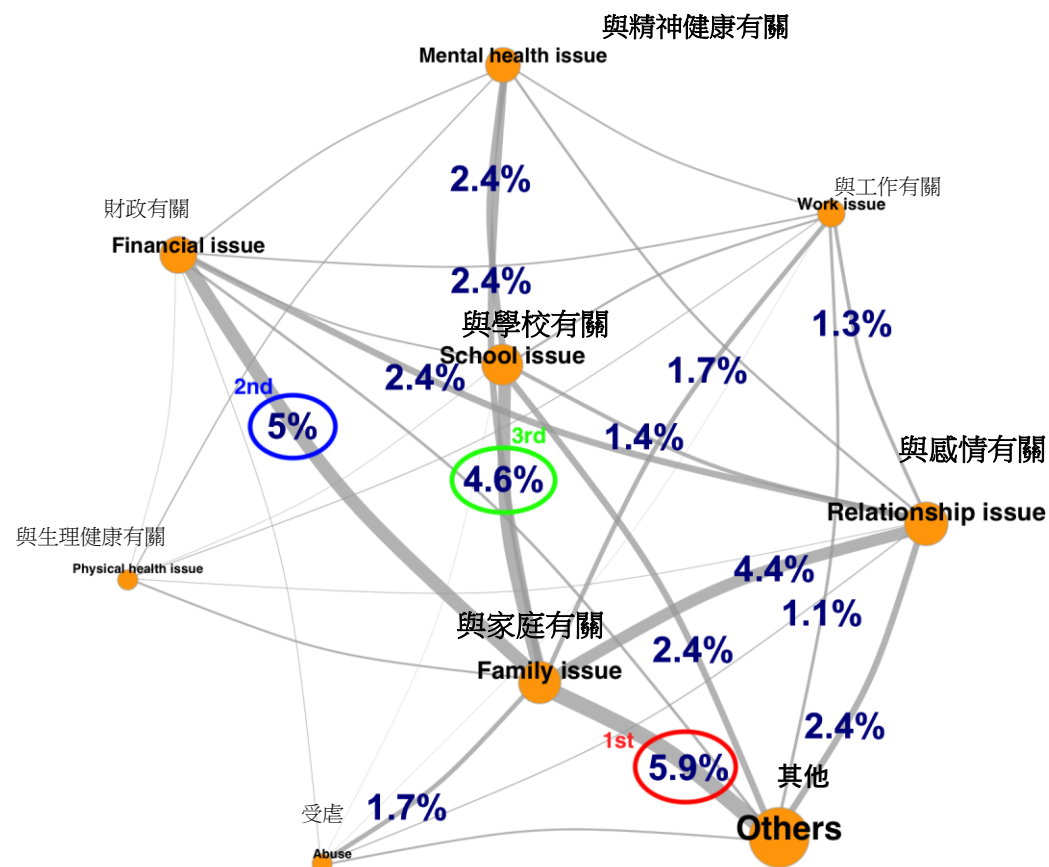 與精神健康有關
Mental health issue
2.4%
與工作有關
Work issue
財政有關
Financial issue
2.4%
與學校有關
1.3%
School issue
2.4%
1.7%
2nd
5%
3rd
1.4%
與感情有關
4.6%
Relationship issue
與生理健康有關
Physical health issue
4.4%
1.1%
與家庭有關
2.4%
Family issue
2.4%
1st
5.9%
其他
受虐
1.7%
Others
Abuse